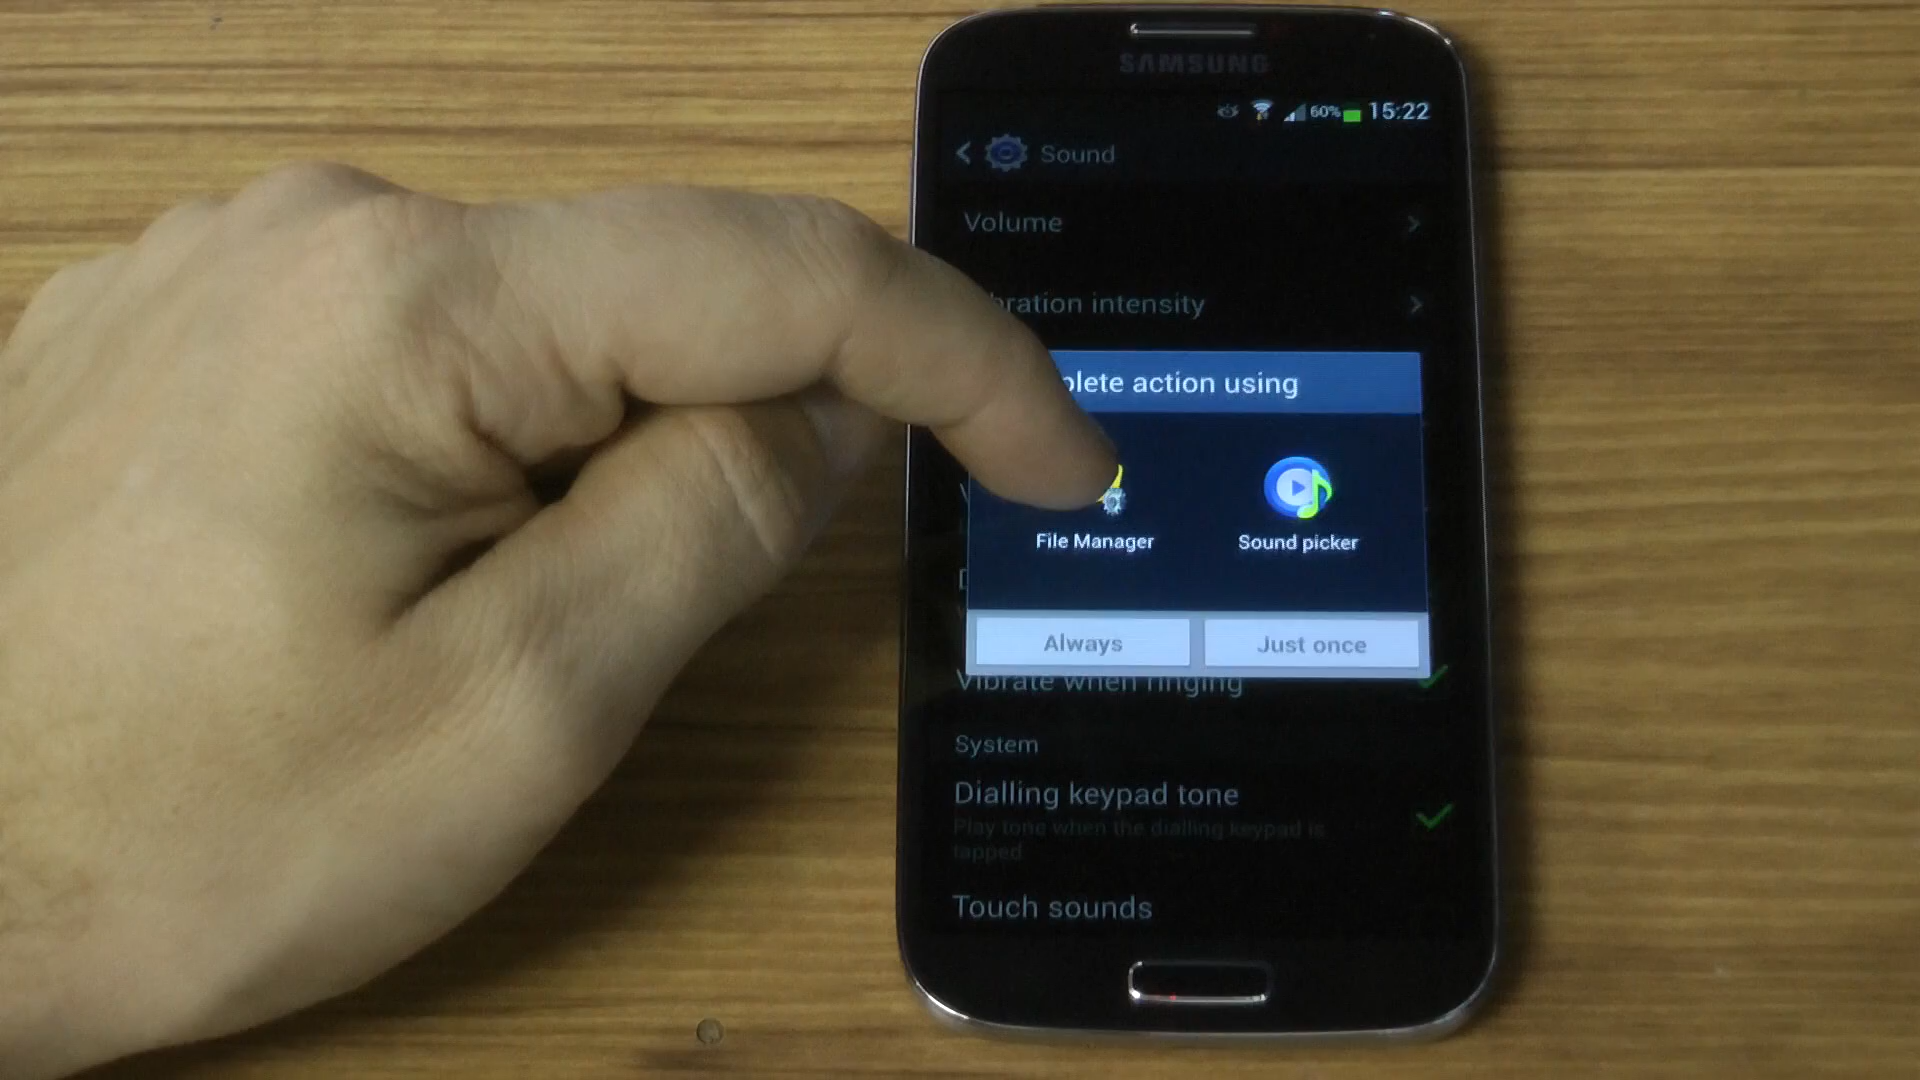 SAMSUNG
60% 15:22
Sound
Volume
bration intensity
plete action using
File Manager
Sound picker
Always
Just once
Vibrate when ringing
System
Dialling keypad tone
Play tone when the dialling keypad is
tapped
Touch sounds